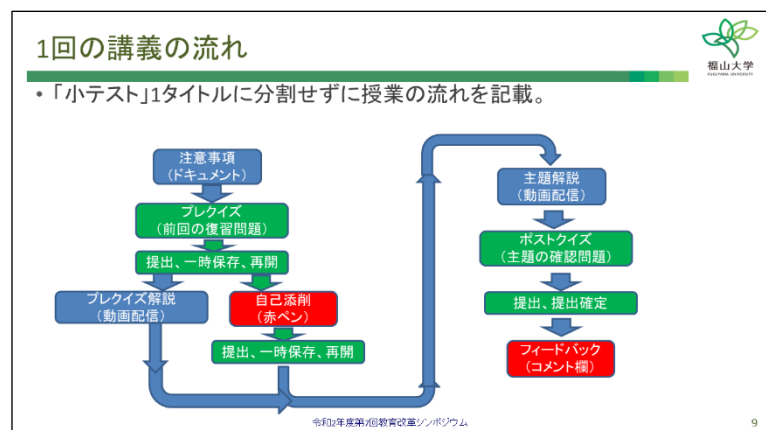 1回の講義の流れ
福山大学
FUKUYAMA UNIVERSITY
• 「小テスト」1タイトルに分割せずに授業の流れを記載。
注意事項
(ドキュメント)
プレクイズ
(前回の復習問題)
提出、一時保存、再開
プレクイズ解説
(動画配信)
自己添削
(赤ペン)
提出、一時保存、再開
主題解説
(動画配信)
ポストクイズ
(主題の確認問題)
提出、提出確定
フィードバック
(コメント欄)
令和2年度第7回教育改革シンポジウム
9